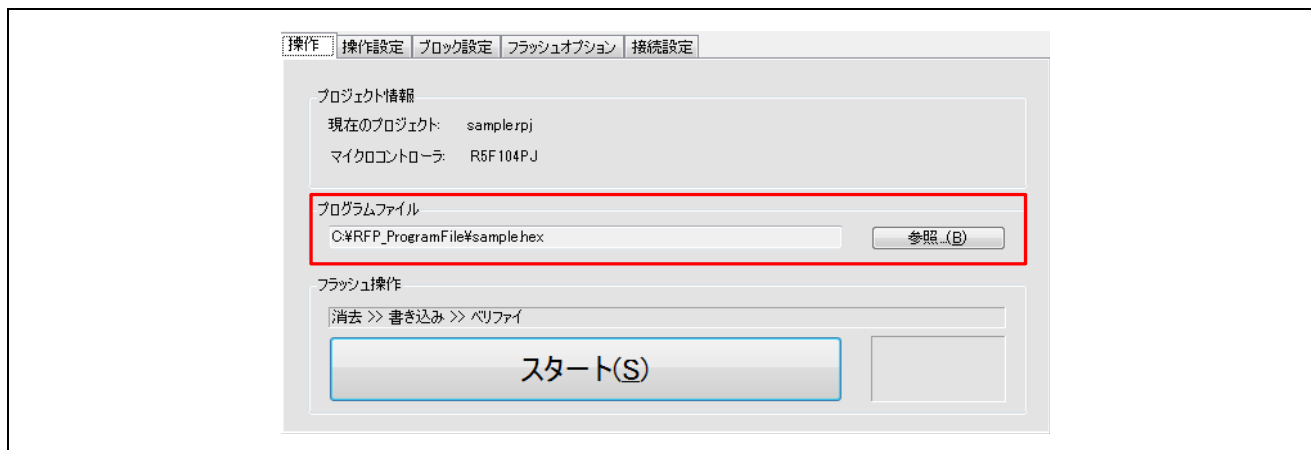 操作 操作設定 ブロック設定 フラッシュオプション 接続設定
プロジェクト情報
現在のプロジェクト: sample.rpj
マイクロコントローラ: R5F104PJ
プログラムファイル
C:¥RFP_ProgramFile¥sample.hex 参照...(B)
フラッシュ操作
消去 >> 書き込み >> ベリファイ
スタート(S)